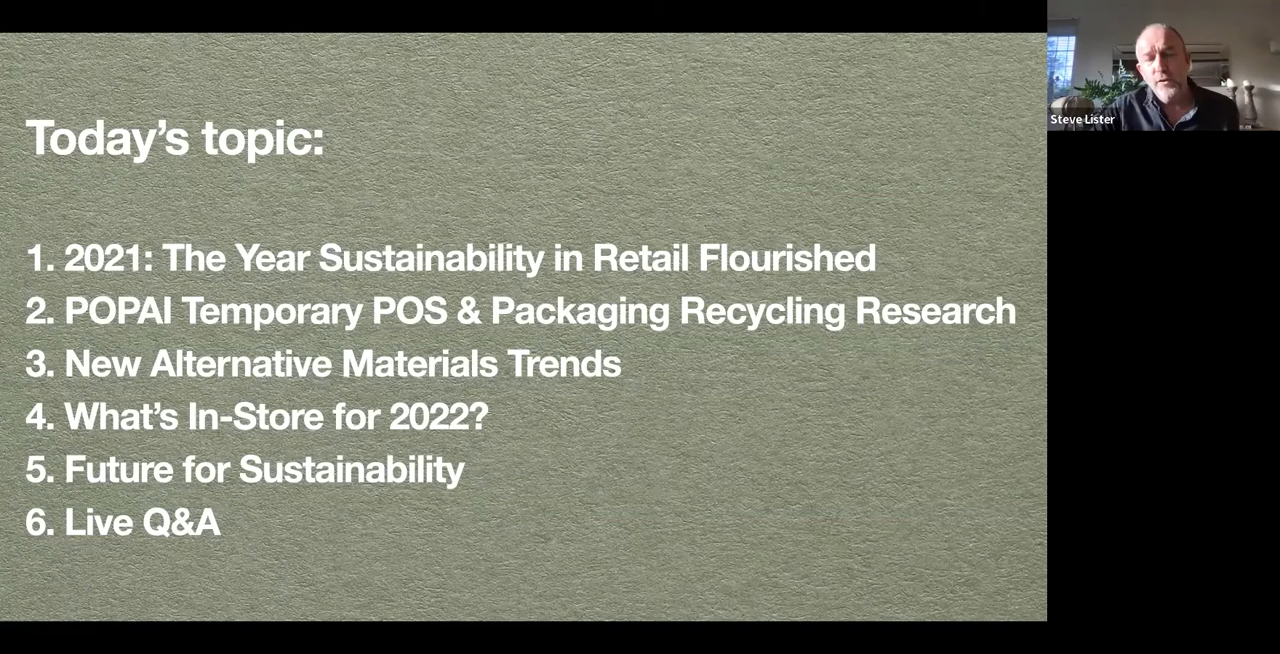 Today’s topic:
1. 2021: The Year Sustainability in Retail Flourished
2. POPAI Temporary POS & Packaging Recycling Research
3. New Alternative Materials Trends
4. What’s In-Store for 2022?
5. Future for Sustainability
6. Live Q&A
Steve Lister